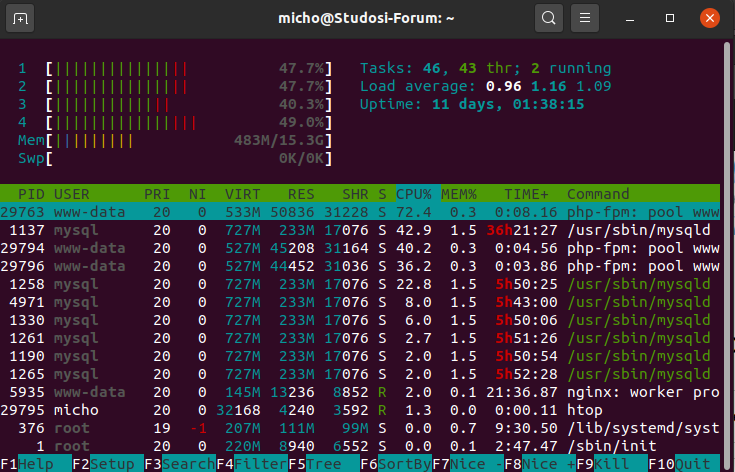 micho@Studosi-Forum: ~
1 [|||||||||||||||| 47.7%] Tasks: 46, 43 thr; 2 running
2 [|||||||||||||||| 47.7%] Load average: 0.96 1.16 1.09
3 [|||||||||||||| 40.3%] Uptime: 11 days, 01:38:15
4 [||||||||||||||||| 49.0%]
Mem[||||||||| 483M/15.3G]
Swp[ 0K/0K]
PID USER PRI NI VIRT RES SHR S CPU% MEM% TIME+ Command
29763 www-data 20 0 533M 50836 31228 S 72.4 0.3 0:08.16 php-fpm: pool www
1137 mysql 20 0 727M 233M 17076 S 42.9 1.5 36h21:27 /usr/sbin/mysqld
29794 www-data 20 0 527M 45208 31164 S 40.2 0.3 0:04.56 php-fpm: pool www
29796 www-data 20 0 527M 44452 31036 S 36.2 0.3 0:03.86 php-fpm: pool www
1258 mysql 20 0 727M 233M 17076 S 22.8 1.5 5h50:25 /usr/sbin/mysqld
4971 mysql 20 0 727M 233M 17076 S 8.0 1.5 5h43:00 /usr/sbin/mysqld
1330 mysql 20 0 727M 233M 17076 S 6.0 1.5 5h50:06 /usr/sbin/mysqld
1261 mysql 20 0 727M 233M 17076 S 2.7 1.5 5h51:26 /usr/sbin/mysqld
1190 mysql 20 0 727M 233M 17076 S 2.0 1.5 5h50:54 /usr/sbin/mysqld
1265 mysql 20 0 727M 233M 17076 S 2.0 1.5 5h52:28 /usr/sbin/mysqld
5935 www-data 20 0 145M 13236 8852 R 2.0 0.1 21:36.87 nginx: worker pro
29795 micho 20 0 32168 4240 3592 R 1.3 0.0 0:00.11 htop
376 root 19 -1 207M 111M 99M S 0.0 0.7 9:30.50 /lib/systemd/syst
1 root 20 0 220M 8940 6552 S 0.0 0.1 2:47.47 /sbin/init
F1Help F2Setup F3SearchF4FilterF5Tree F6SortByF7Nice -F8Nice +F9Kill F10Quit